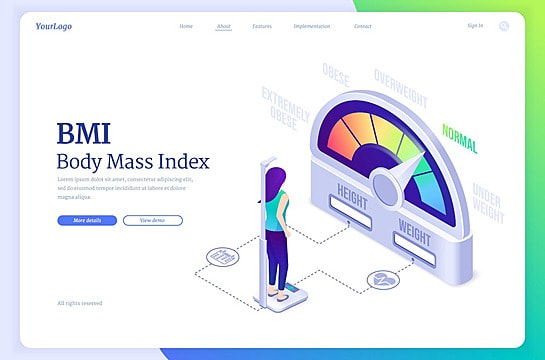 YourLogo
Home About Features Implementation Contact
Sign In
BMI
Body Mass Index
Lorem ipsum dolor sit amet, consectetur
adipiscing elit, sed do eiusmod tempor
incididunt ut labore et dolore
magna aliqua.
More details
View demo
All rights reserved
EXTREMELY
OBESE
OBESE
OVERWEIGHT
NORMAL
UNDER
WEIGHT
HEIGHT
WEIGHT